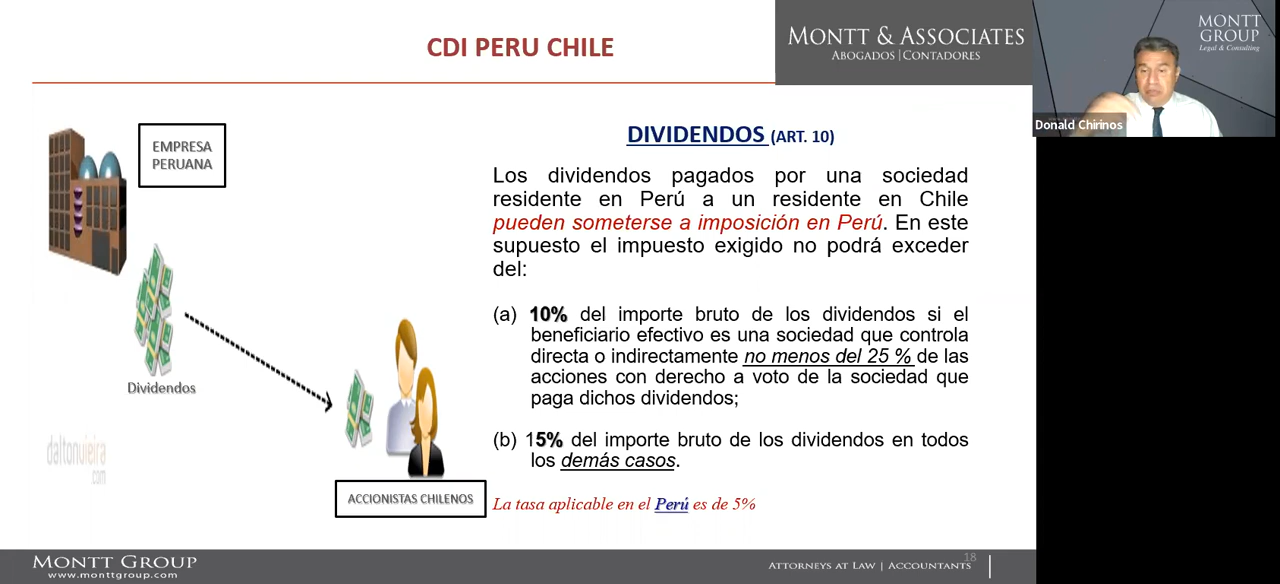 CDI PERU CHILE
MONTT & ASSOCIATES
ABOGADOS | CONTADORES
MONTT
GROUP
Legal & Consulting
Donald Chirinos
EMPRESA
PERUANA
Dividendos
daltonvieira
.com
ACCIONISTAS CHILENOS
DIVIDENDOS (ART. 10)
Los dividendos pagados por una sociedad
residente en Perú a un residente en Chile
pueden someterse a imposición en Perú. En este
supuesto el impuesto exigido no podrá exceder
del:
(a) 10% del importe bruto de los dividendos si el
beneficiario efectivo es una sociedad que controla
directa o indirectamente no menos del 25 % de las
acciones con derecho a voto de la sociedad que
paga dichos dividendos;
(b) 15% del importe bruto de los dividendos en todos
los demás casos.
La tasa aplicable en el Perú es de 5%
MONTT GROUP
www.monttgroup.com
ATTORNEYS AT LAW | ACCOUNTANTS
18